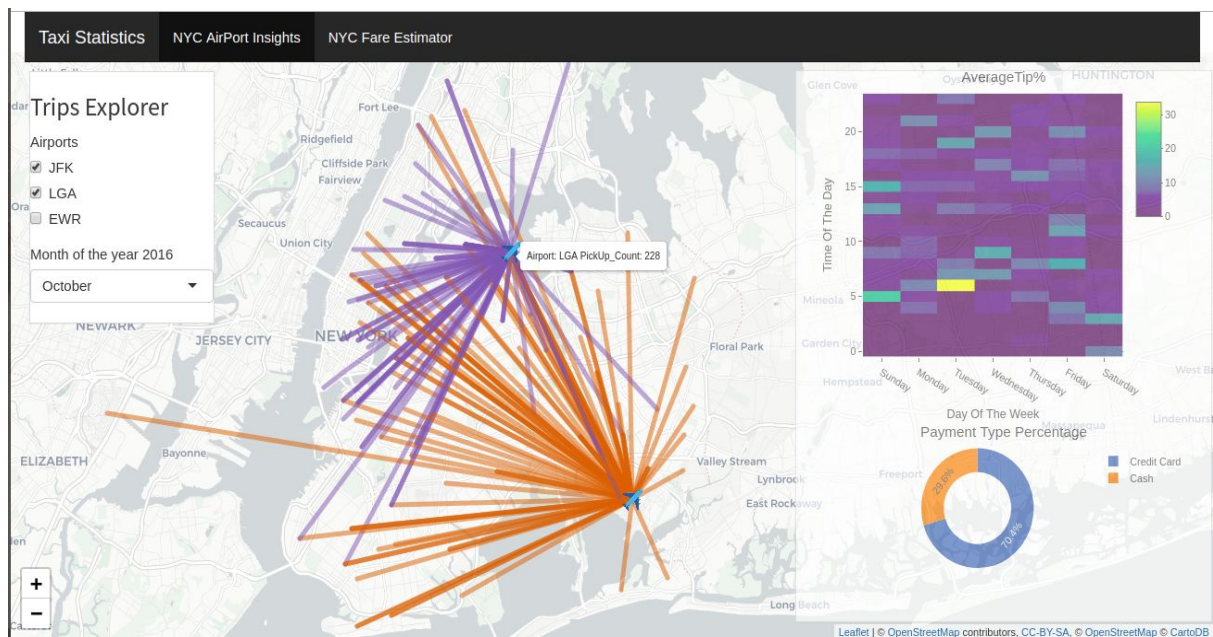 Taxi Statistics NYC AirPort Insights NYC Fare Estimator
Trips Explorer
Airports
JFK
LGA
EWR
Month of the year 2016
October
Fort Lee
Ridgefield
Cliffside Park
Fairview
Secaucus
Union City
NEWARK
JERSEY CITY
NEW YORK
ELIZABETH
Bayonne
Airport: LGA PickUp_Count: 228
Floral Park
Valley Stream
Lynbrook
East Rockaway
Long Beach
Glen Cove
HUNTINGTON
Mineola
Garden City
Hempstead
Freeport
Massapequa
Lindenhurst
West B
AverageTip%
Time Of The Day
20
15
10
5
0
Sunday
Monday
Tuesday
Wednesday
Thursday
Friday
Saturday
Day Of The Week
30
20
10
0
Payment Type Percentage
29.6%
70.4%
Credit Card
Cash
+
−
Leaflet | © OpenStreetMap contributors, CC-BY-SA, © OpenStreetMap © CartoDB